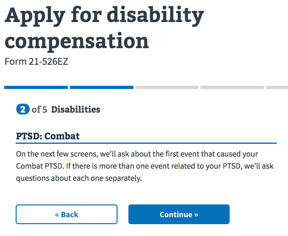 Apply for disability
compensation
Form 21-526EZ
2 of 5 Disabilities
PTSD: Combat
On the next few screens, we'll ask about the first event that caused your
Combat PTSD. If there is more than one event related to your PTSD, we'll ask
questions about each one separately.
« Back
Continue »